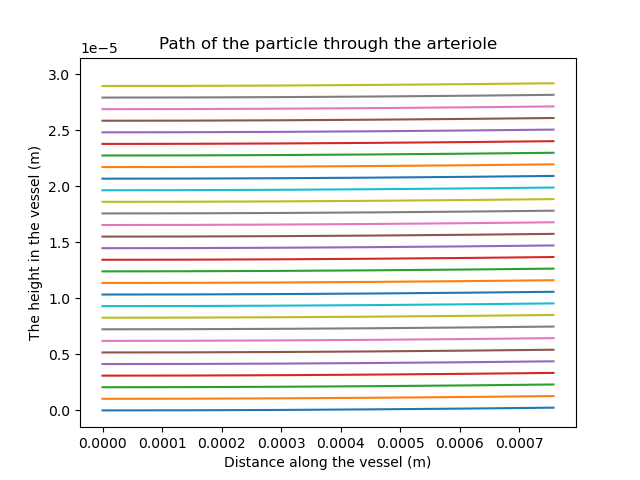 Path of the particle through the arteriole
1e−5
3.0
2.5
2.0
1.5
1.0
0.5
0.0
The height in the vessel (m)
0.0000 0.0001 0.0002 0.0003 0.0004 0.0005 0.0006 0.0007
Distance along the vessel (m)